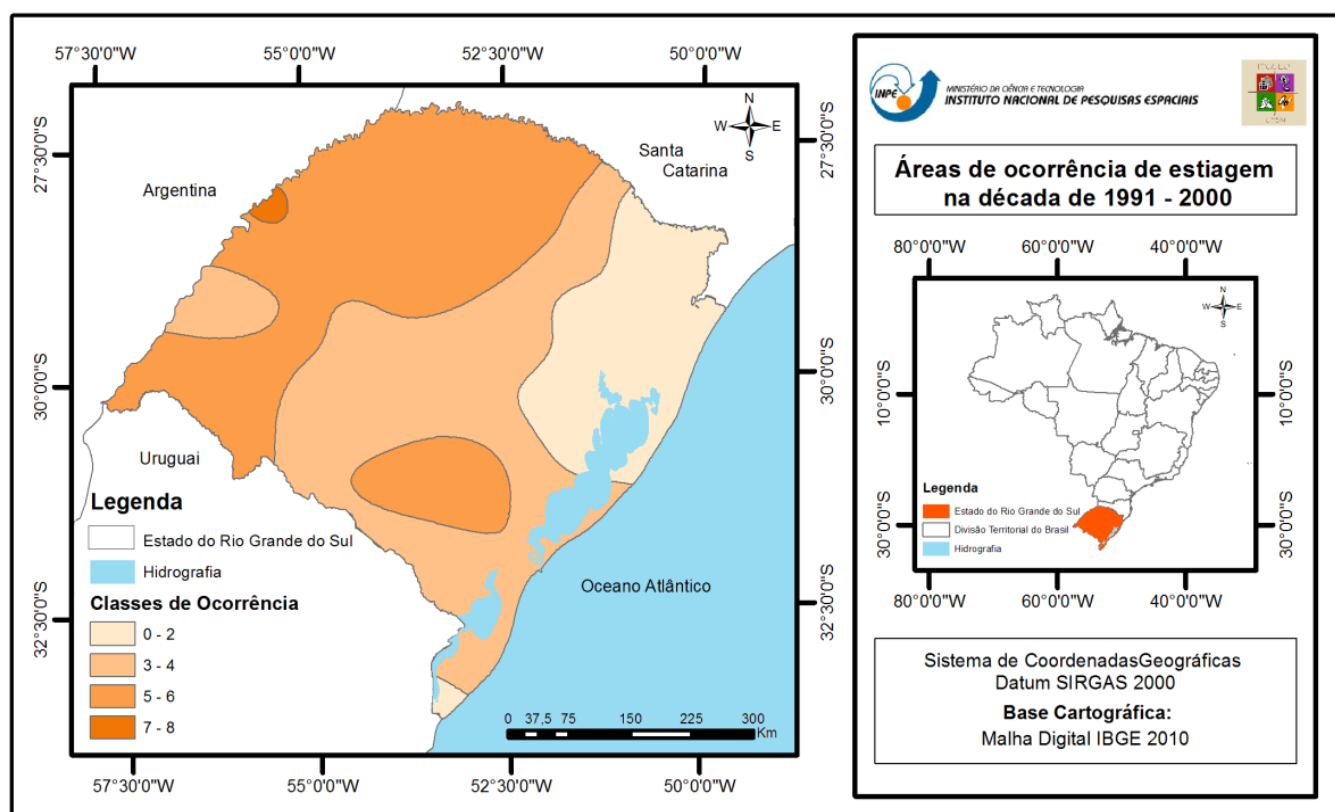 57°30'0"W
55°0'0"W
52°30'0"W
50°0'0"W
27°30'0"S
30°0'0"S
32°30'0"S
N
W
E
S
Argentina
Santa
Catarina
Uruguai
Oceano Atlântico
Legenda
Estado do Rio Grande do Sul
Hidrografia
Classes de Ocorrência
0 - 2
3 - 4
5 - 6
7 - 8
0 37,5 75 150 225 300
Km
27°30'0"S
30°0'0"S
32°30'0"S
57°30'0"W
55°0'0"W
52°30'0"W
50°0'0"W
INPE
MINISTÉRIO DA CIÊNCIA E TECNOLOGIA
INSTITUTO NACIONAL DE PESQUISAS ESPACIAIS
Áreas de ocorrência de estiagem
na década de 1991 - 2000
80°0'0"W
60°0'0"W
40°0'0"W
N
W
E
S
10°0'0"S
30°0'0"S
10°0'0"S
30°0'0"S
Legenda
Estado do Rio Grande do Sul
Divisão Territorial do Brasil
Hidrografia
80°0'0"W
60°0'0"W
40°0'0"W
Sistema de CoordenadasGeográficas
Datum SIRGAS 2000
Base Cartográfica:
Malha Digital IBGE 2010